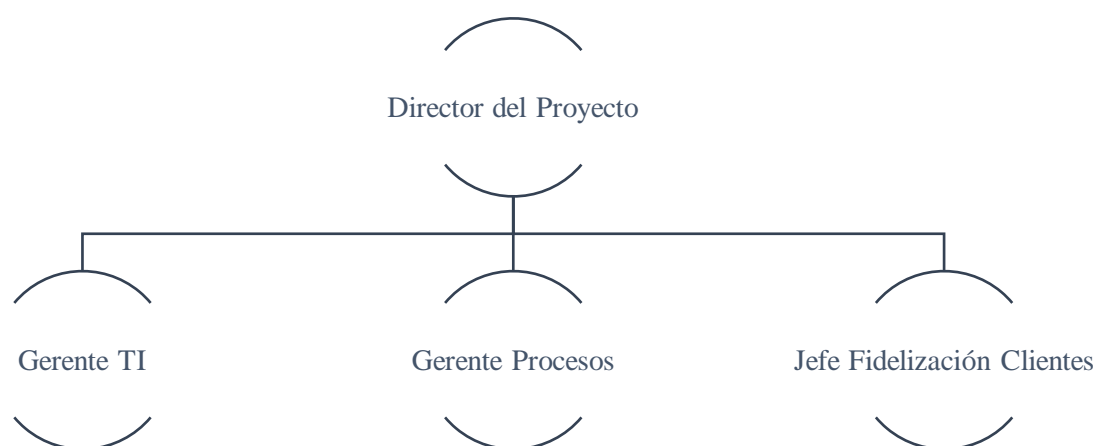 Director del Proyecto
Gerente TI
Gerente Procesos
Jefe Fidelización Clientes